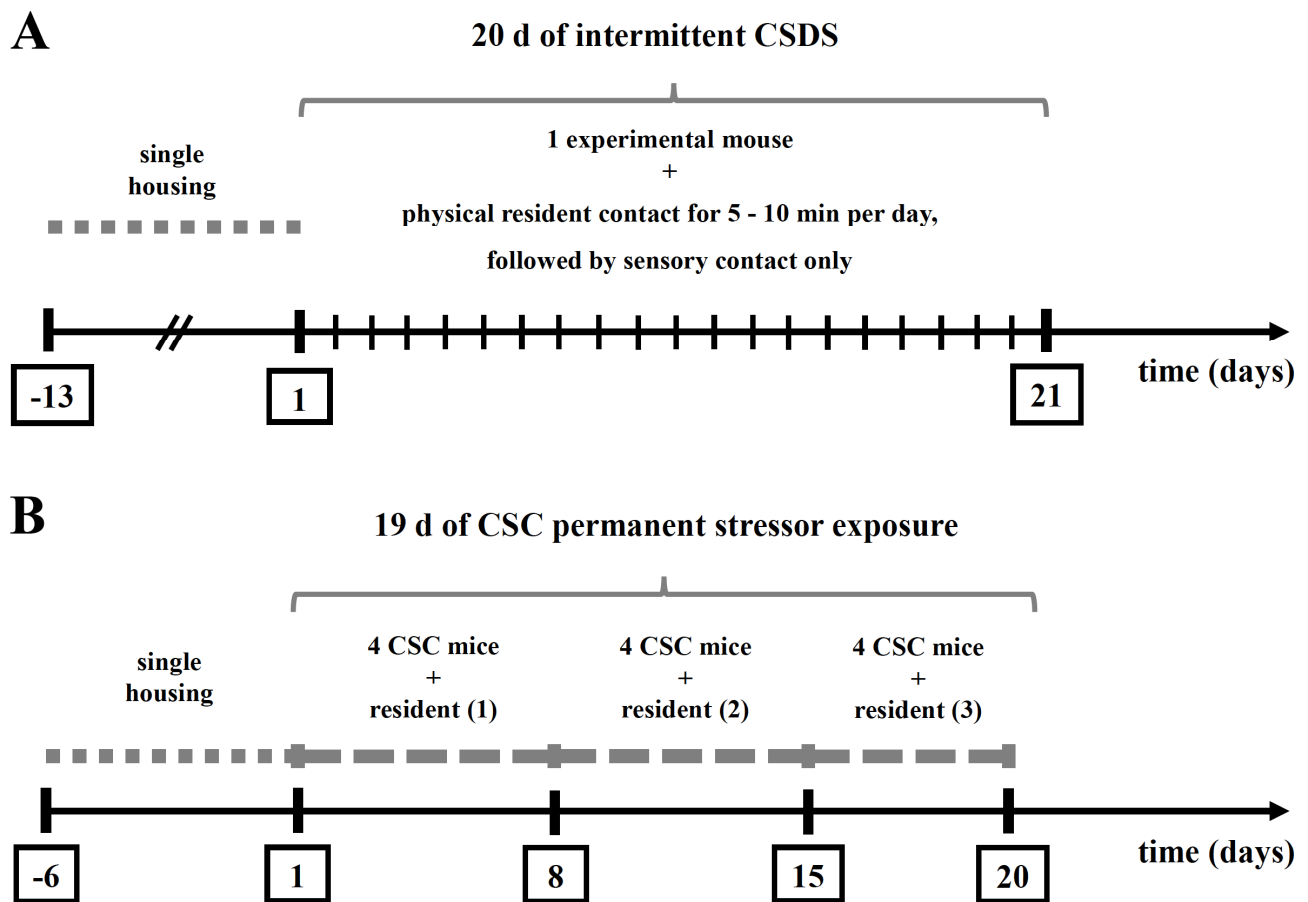 A
20 d of intermittent CSDS
single
housing
1 experimental mouse
+
physical resident contact for 5 - 10 min per day,
followed by sensory contact only
time (days)
-13
1
21
B
19 d of CSC permanent stressor exposure
single
housing
4 CSC mice
+
resident (1)
4 CSC mice
+
resident (2)
4 CSC mice
+
resident (3)
time (days)
-6
1
8
15
20